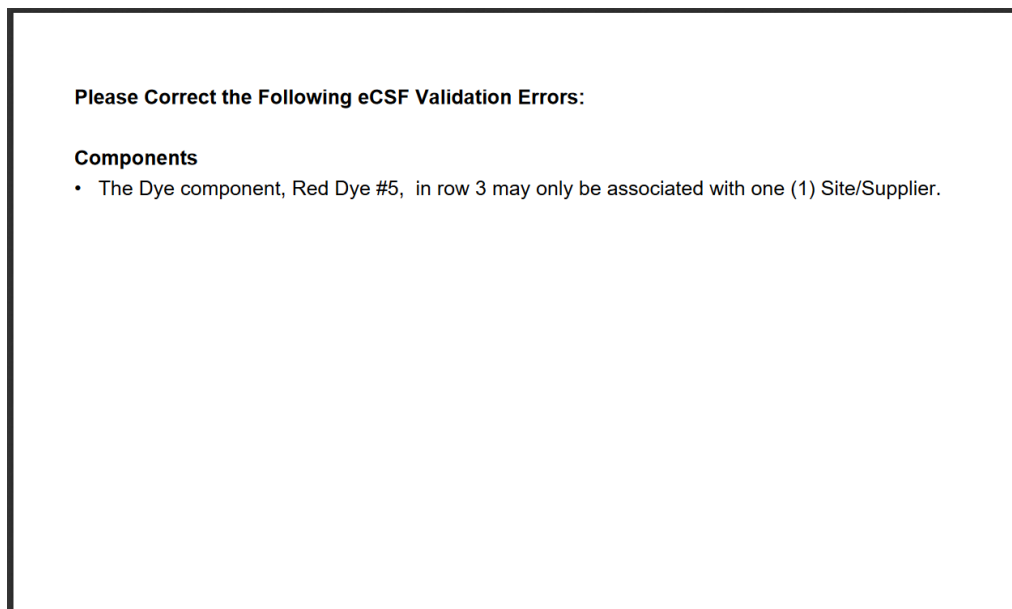 Please Correct the Following eCSF Validation Errors:
Components
• The Dye component, Red Dye #5,  in row 3 may only be associated with one (1) Site/Supplier.